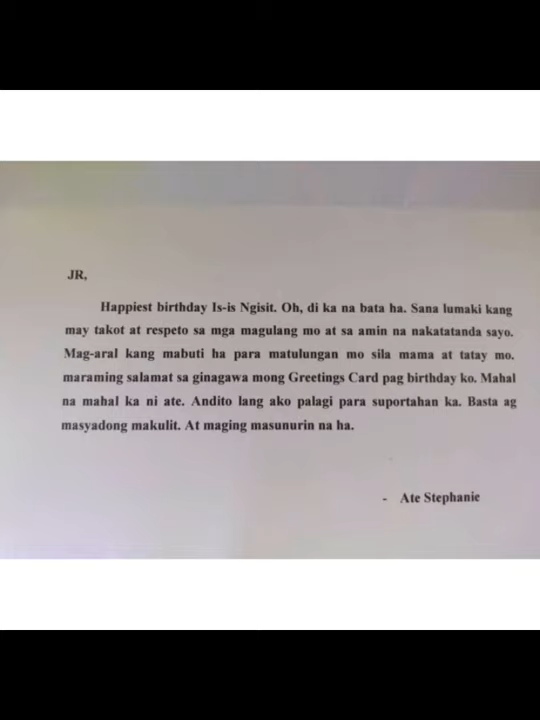 JR,
Happiest birthday Is-is Ngisit. Oh, di ka na bata ha. Sana lumaki kang
may takot at respeto sa mga magulang mo at sa amin na nakatatanda sayo.
Mag-aral kang mabuti ha para matulungan mo sila mama at tatay mo.
maraming salamat sa ginagawa mong Greetings Card pag birthday ko. Mahal
na mahal ka ni ate. Andito lang ako palagi para suportahan ka. Basta ag
masyadong makulit. At maging masunurin na ha.
- Ate Stephanie